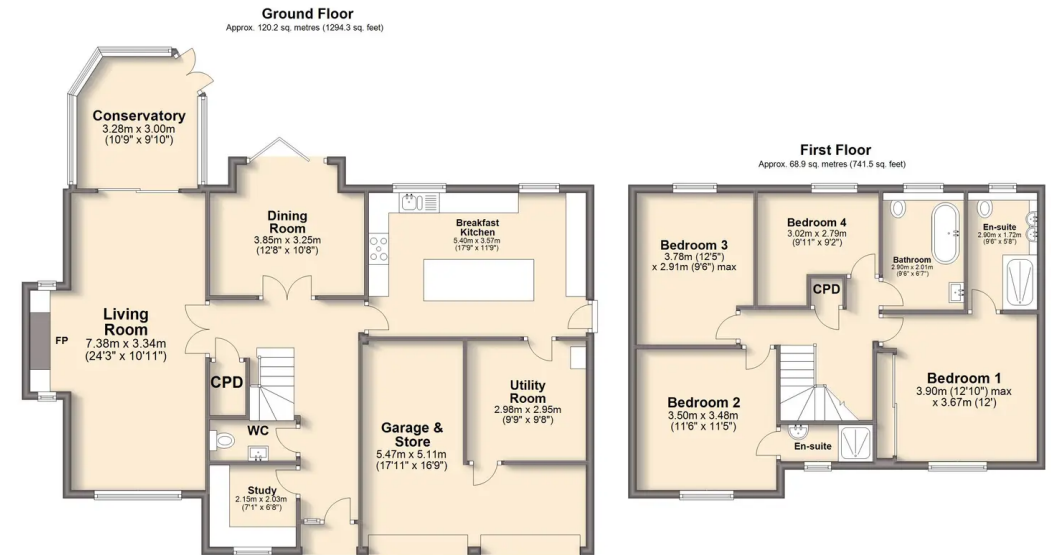 Ground Floor
Approx. 120.2 sq. metres (1294.3 sq. feet)
Conservatory
3.28m x 3.00m
(10'9" x 9'10")
Dining
Room
3.85m x 3.25m
(12'8" x 10'8")
Breakfast
Kitchen
5.40m x 3.57m
(17'9" x 11'9")
Living
Room
7.38m x 3.34m
(24'3" x 10'11")
FP
CPD
WC
Study
2.15m x 2.03m
(7'1" x 6'8")
Garage &
Store
5.47m x 5.11m
(17'11" x 16'9")
Utility
Room
2.98m x 2.95m
(9'9" x 9'8")
First Floor
Approx. 68.9 sq. metres (741.5 sq. feet)
Bedroom 3
3.78m (12'5")
x 2.91m (9'6") max
Bedroom 4
3.02m x 2.79m
(9'11" x 9'2")
CPD
Bathroom
2.90m x 2.01m
(9'6" x 6'7")
En-suite
2.90m x 1.72m
(9'6" x 5'8")
Bedroom 2
3.50m x 3.48m
(11'6" x 11'5")
En-suite
Bedroom 1
3.90m (12'10") max
x 3.67m (12')